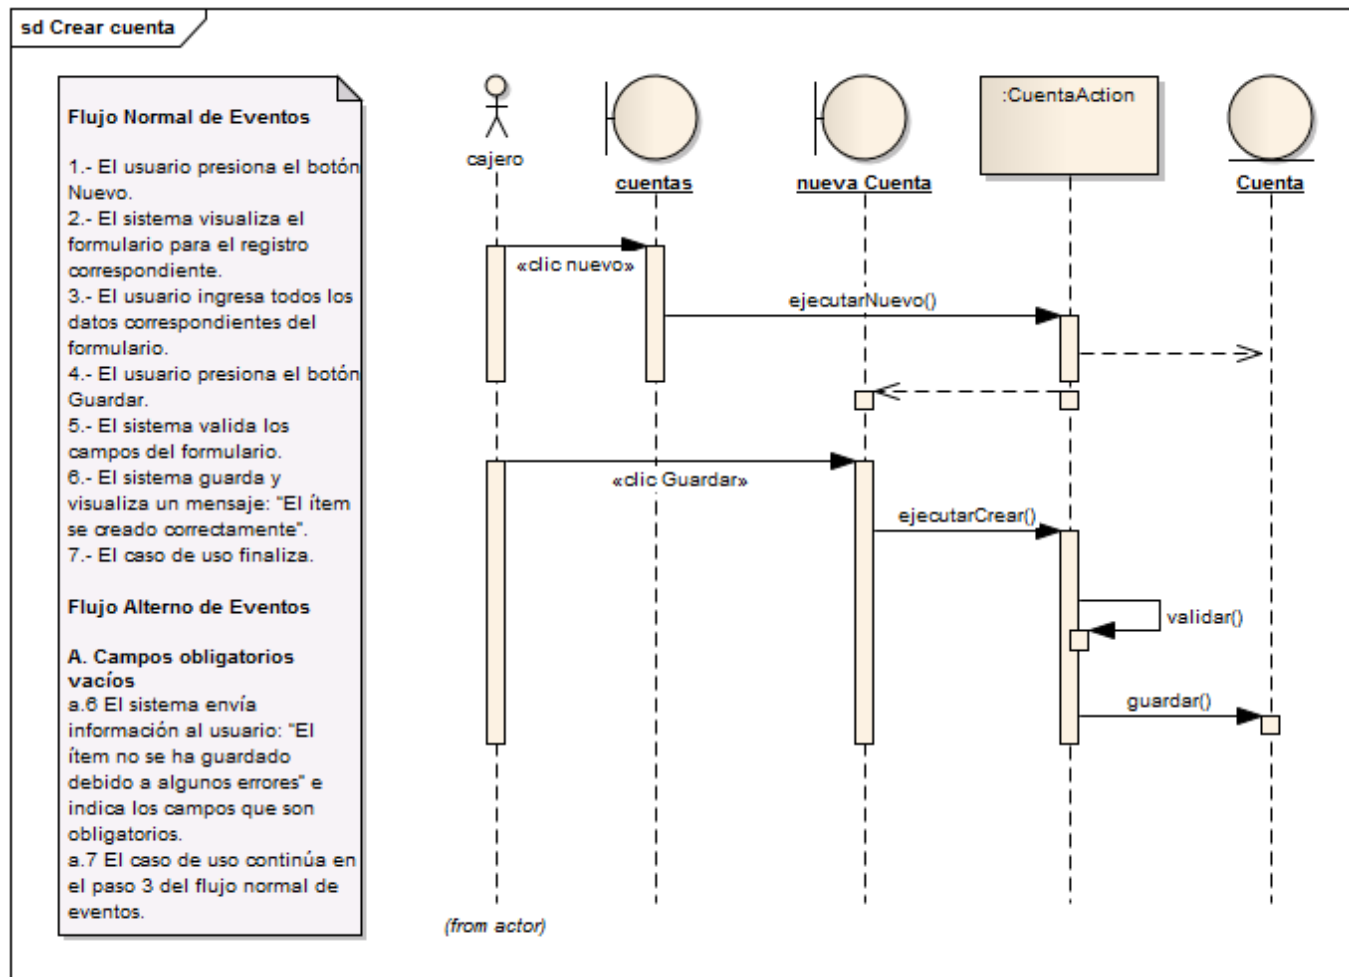 sd Crear cuenta
Flujo Normal de Eventos
1.- El usuario presiona el botón
Nuevo.
2.- El sistema visualiza el
formulario para el registro
correspondiente.
3.- El usuario ingresa todos los
datos correspondientes del
formulario.
4.- El usuario presiona el botón
Guardar.
5.- El sistema valida los
campos del formulario.
6.- El sistema guarda y
visualiza un mensaje: "El ítem
se creado correctamente".
7.- El caso de uso finaliza.
Flujo Alterno de Eventos
A. Campos obligatorios
vacíos
a.6 El sistema envía
información al usuario: "El
ítem no se ha guardado
debido a algunos errores" e
indica los campos que son
obligatorios.
a.7 El caso de uso continúa en
el paso 3 del flujo normal de
eventos.
cajero
cuentas
nueva Cuenta
:CuentaAction
Cuenta
«clic nuevo»
ejecutarNuevo()
«clic Guardar»
ejecutarCrear()
validar()
guardar()
(from actor)